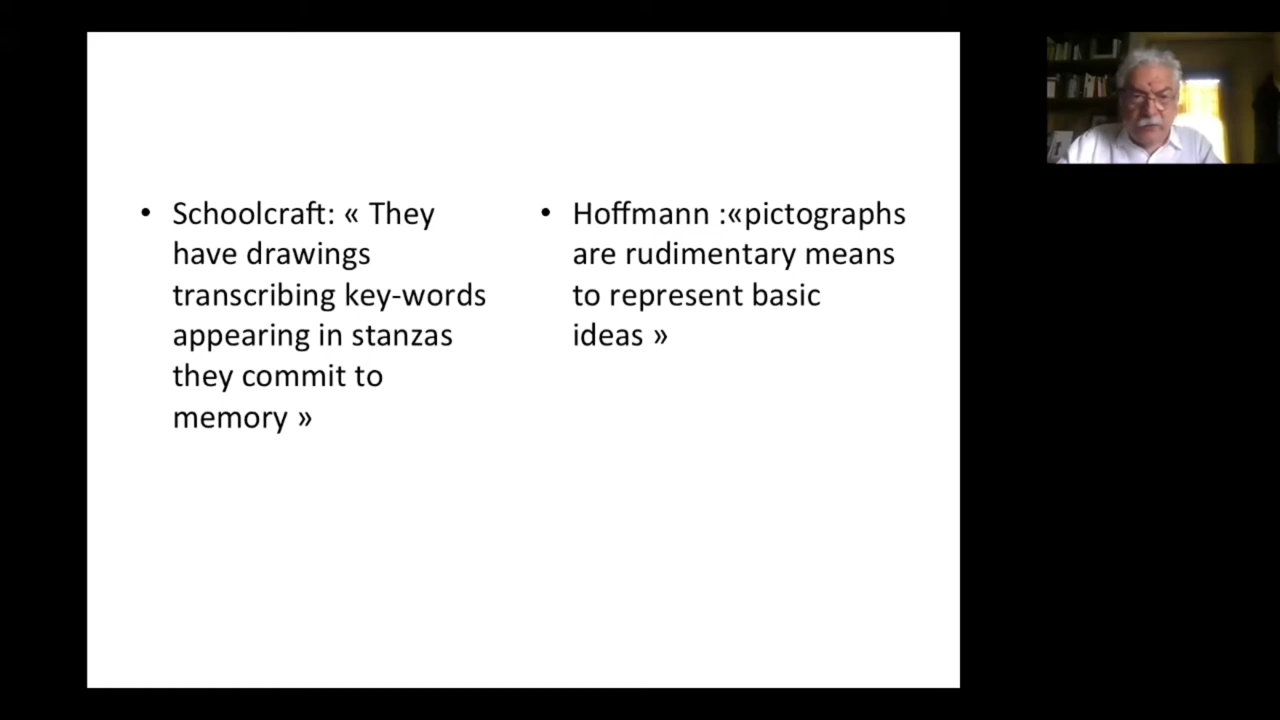 • Schoolcraft: « They
have drawings
transcribing key-words
appearing in stanzas
they commit to
memory »
• Hoffmann :«pictographs
are rudimentary means
to represent basic
ideas »